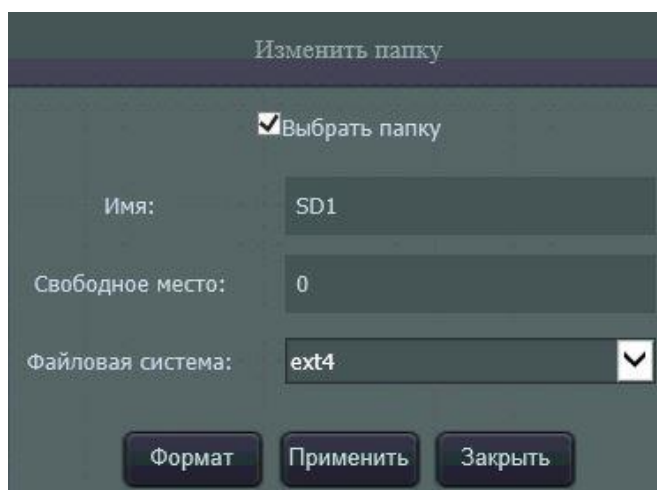 Изменить папку
Выбрать папку
Имя: SD1
Свободное место: 0
Файловая система: ext4
Формат Применить Закрыть